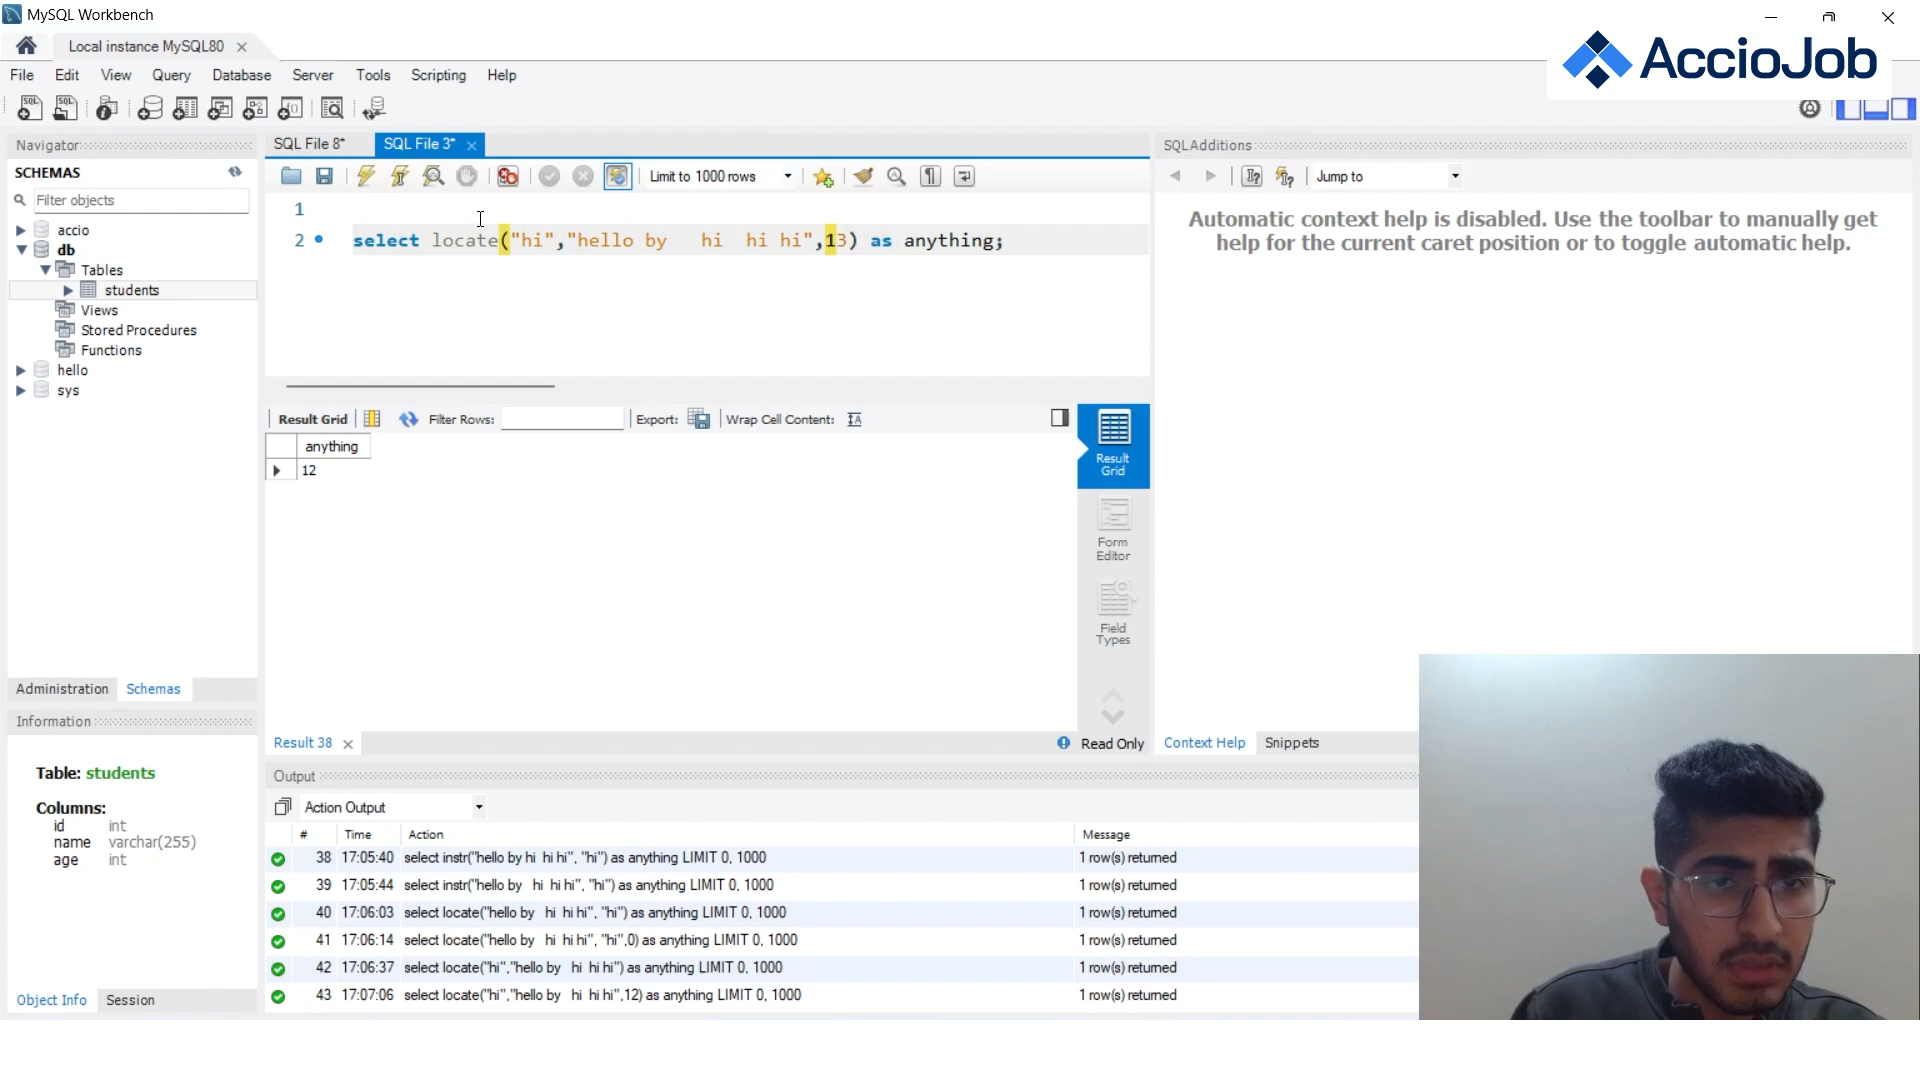 MySQL Workbench
Local instance MySQL80
AccioJob
File Edit View Query Database Server Tools Scripting Help
Navigator
SCHEMAS
Filter objects
accio
db
Tables
students
Views
Stored Procedures
Functions
hello
sys
Administration Schemas
Information
Table: students
Columns:
id int
name varchar(255)
age int
Object Info Session
SQL File 8* SQL File 3*
Limit to 1000 rows
1
2 select locate("hi","hello by   hi  hi hi",13) as anything;
Result Grid Filter Rows: Export: Wrap Cell Content:
anything
12
Result Grid
Form Editor
Field Types
Result 38 Read Only
SQLAdditions
Jump to
Automatic context help is disabled. Use the toolbar to manually get
help for the current caret position or to toggle automatic help.
Context Help Snippets
Output
Action Output
# Time Action Message
38 17:05:40 select instr("hello by hi  hi hi", "hi") as anything LIMIT 0, 1000 1 row(s) returned
39 17:05:44 select instr("hello by   hi  hi hi", "hi") as anything LIMIT 0, 1000 1 row(s) returned
40 17:06:03 select locate("hello by   hi  hi hi", "hi") as anything LIMIT 0, 1000 1 row(s) returned
41 17:06:14 select locate("hello by   hi  hi hi", "hi",0) as anything LIMIT 0, 1000 1 row(s) returned
42 17:06:37 select locate("hi","hello by   hi  hi hi") as anything LIMIT 0, 1000 1 row(s) returned
43 17:07:06 select locate("hi","hello by   hi  hi hi",12) as anything LIMIT 0, 1000 1 row(s) returned